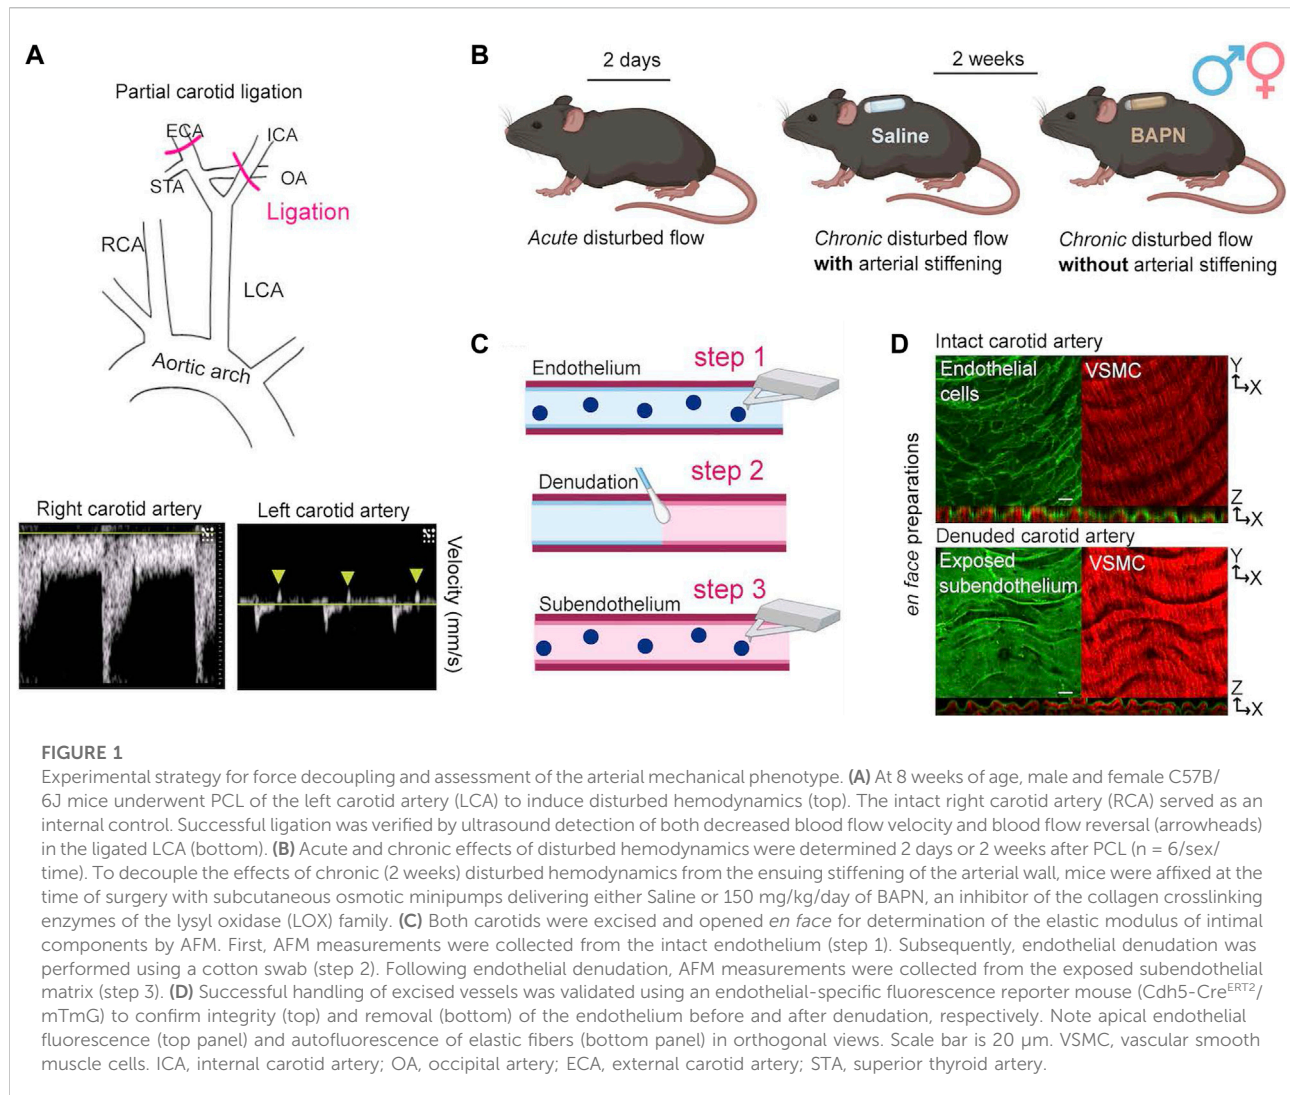 A
Partial carotid ligation
ECA
ICA
STA
OA
Ligation
RCA
LCA
Aortic arch
Right carotid artery
Left carotid artery
Velocity (mm/s)
B
2 days
2 weeks
Saline
BAPN
Acute disturbed flow
Chronic disturbed flow
with arterial stiffening
Chronic disturbed flow
without arterial stiffening
C
Endothelium
step 1
Denudation
step 2
Subendothelium
step 3
D
Intact carotid artery
Endothelial
cells
VSMC
Y
X
Z
X
en face preparations
Denuded carotid artery
Exposed
subendothelium
VSMC
Y
X
Z
X
FIGURE 1
Experimental strategy for force decoupling and assessment of the arterial mechanical phenotype. (A) At 8 weeks of age, male and female C57B/
6J mice underwent PCL of the left carotid artery (LCA) to induce disturbed hemodynamics (top). The intact right carotid artery (RCA) served as an
internal control. Successful ligation was verified by ultrasound detection of both decreased blood flow velocity and blood flow reversal (arrowheads)
in the ligated LCA (bottom). (B) Acute and chronic effects of disturbed hemodynamics were determined 2 days or 2 weeks after PCL (n = 6/sex/
time). To decouple the effects of chronic (2 weeks) disturbed hemodynamics from the ensuing stiffening of the arterial wall, mice were affixed at the
time of surgery with subcutaneous osmotic minipumps delivering either Saline or 150 mg/kg/day of BAPN, an inhibitor of the collagen crosslinking
enzymes of the lysyl oxidase (LOX) family. (C) Both carotids were excised and opened en face for determination of the elastic modulus of intimal
components by AFM. First, AFM measurements were collected from the intact endothelium (step 1). Subsequently, endothelial denudation was
performed using a cotton swab (step 2). Following endothelial denudation, AFM measurements were collected from the exposed subendothelial
matrix (step 3). (D) Successful handling of excised vessels was validated using an endothelial-specific fluorescence reporter mouse (Cdh5-CreERT2/
mTmG) to confirm integrity (top) and removal (bottom) of the endothelium before and after denudation, respectively. Note apical endothelial
fluorescence (top panel) and autofluorescence of elastic fibers (bottom panel) in orthogonal views. Scale bar is 20 μm. VSMC, vascular smooth
muscle cells. ICA, internal carotid artery; OA, occipital artery; ECA, external carotid artery; STA, superior thyroid artery.